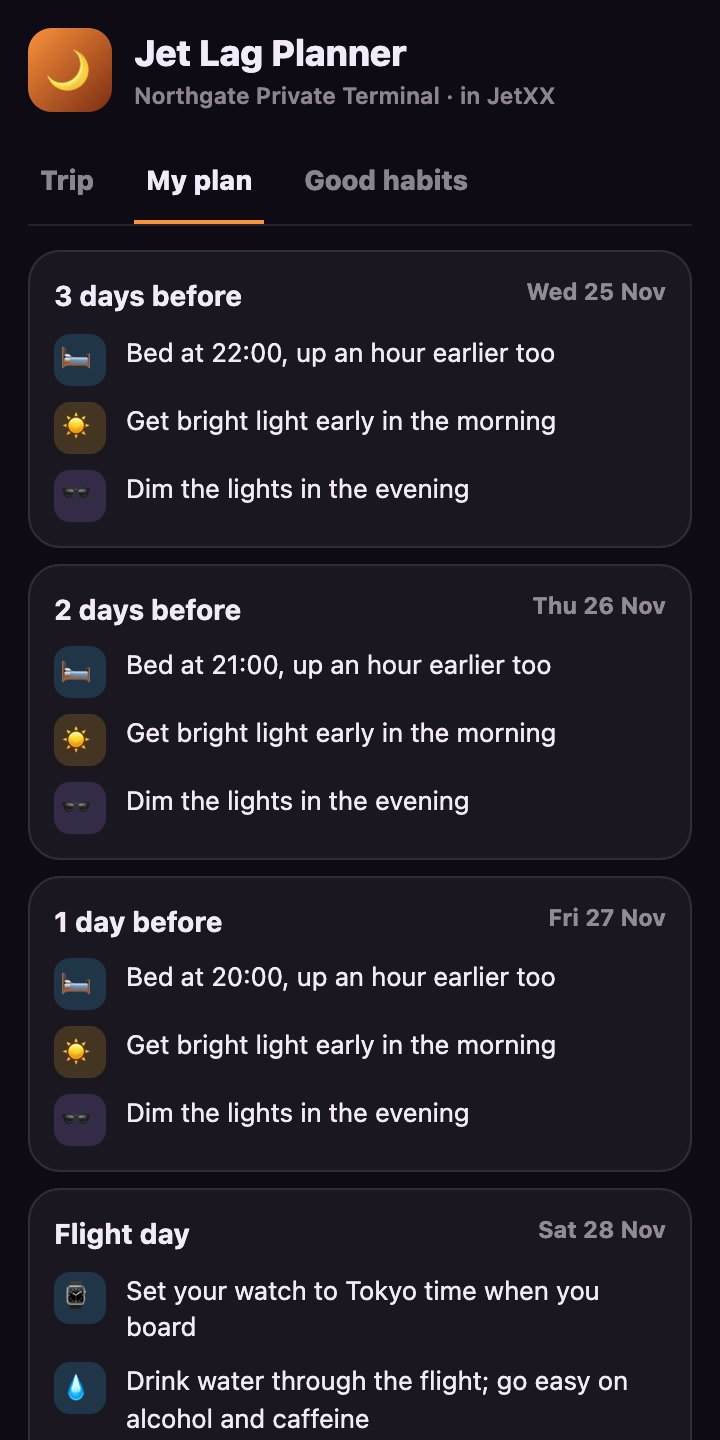 Jet Lag Planner
Northgate Private Terminal · in JetXX
Trip
My plan
Good habits
3 days before
Wed 25 Nov
Bed at 22:00, up an hour earlier too
Get bright light early in the morning
Dim the lights in the evening
2 days before
Thu 26 Nov
Bed at 21:00, up an hour earlier too
Get bright light early in the morning
Dim the lights in the evening
1 day before
Fri 27 Nov
Bed at 20:00, up an hour earlier too
Get bright light early in the morning
Dim the lights in the evening
Flight day
Sat 28 Nov
Set your watch to Tokyo time when you
board
Drink water through the flight; go easy on
alcohol and caffeine